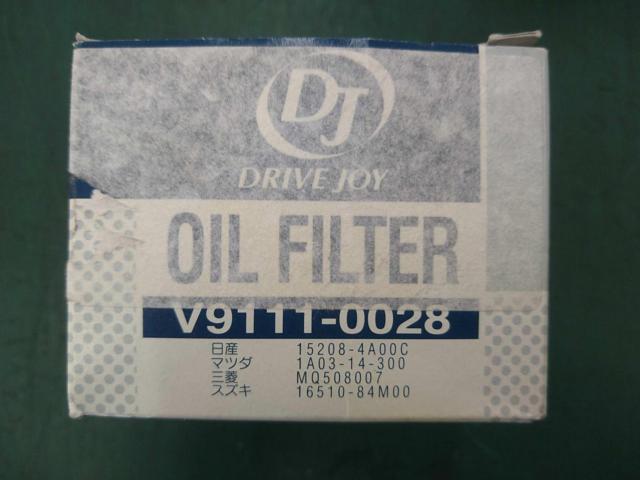 DJ
DRIVE JOY
OIL FILTER
V9111-0028
日産 15208-4A00C
マツダ 1A03-14-300
三菱 MQ508007
スズキ 16510-84M00